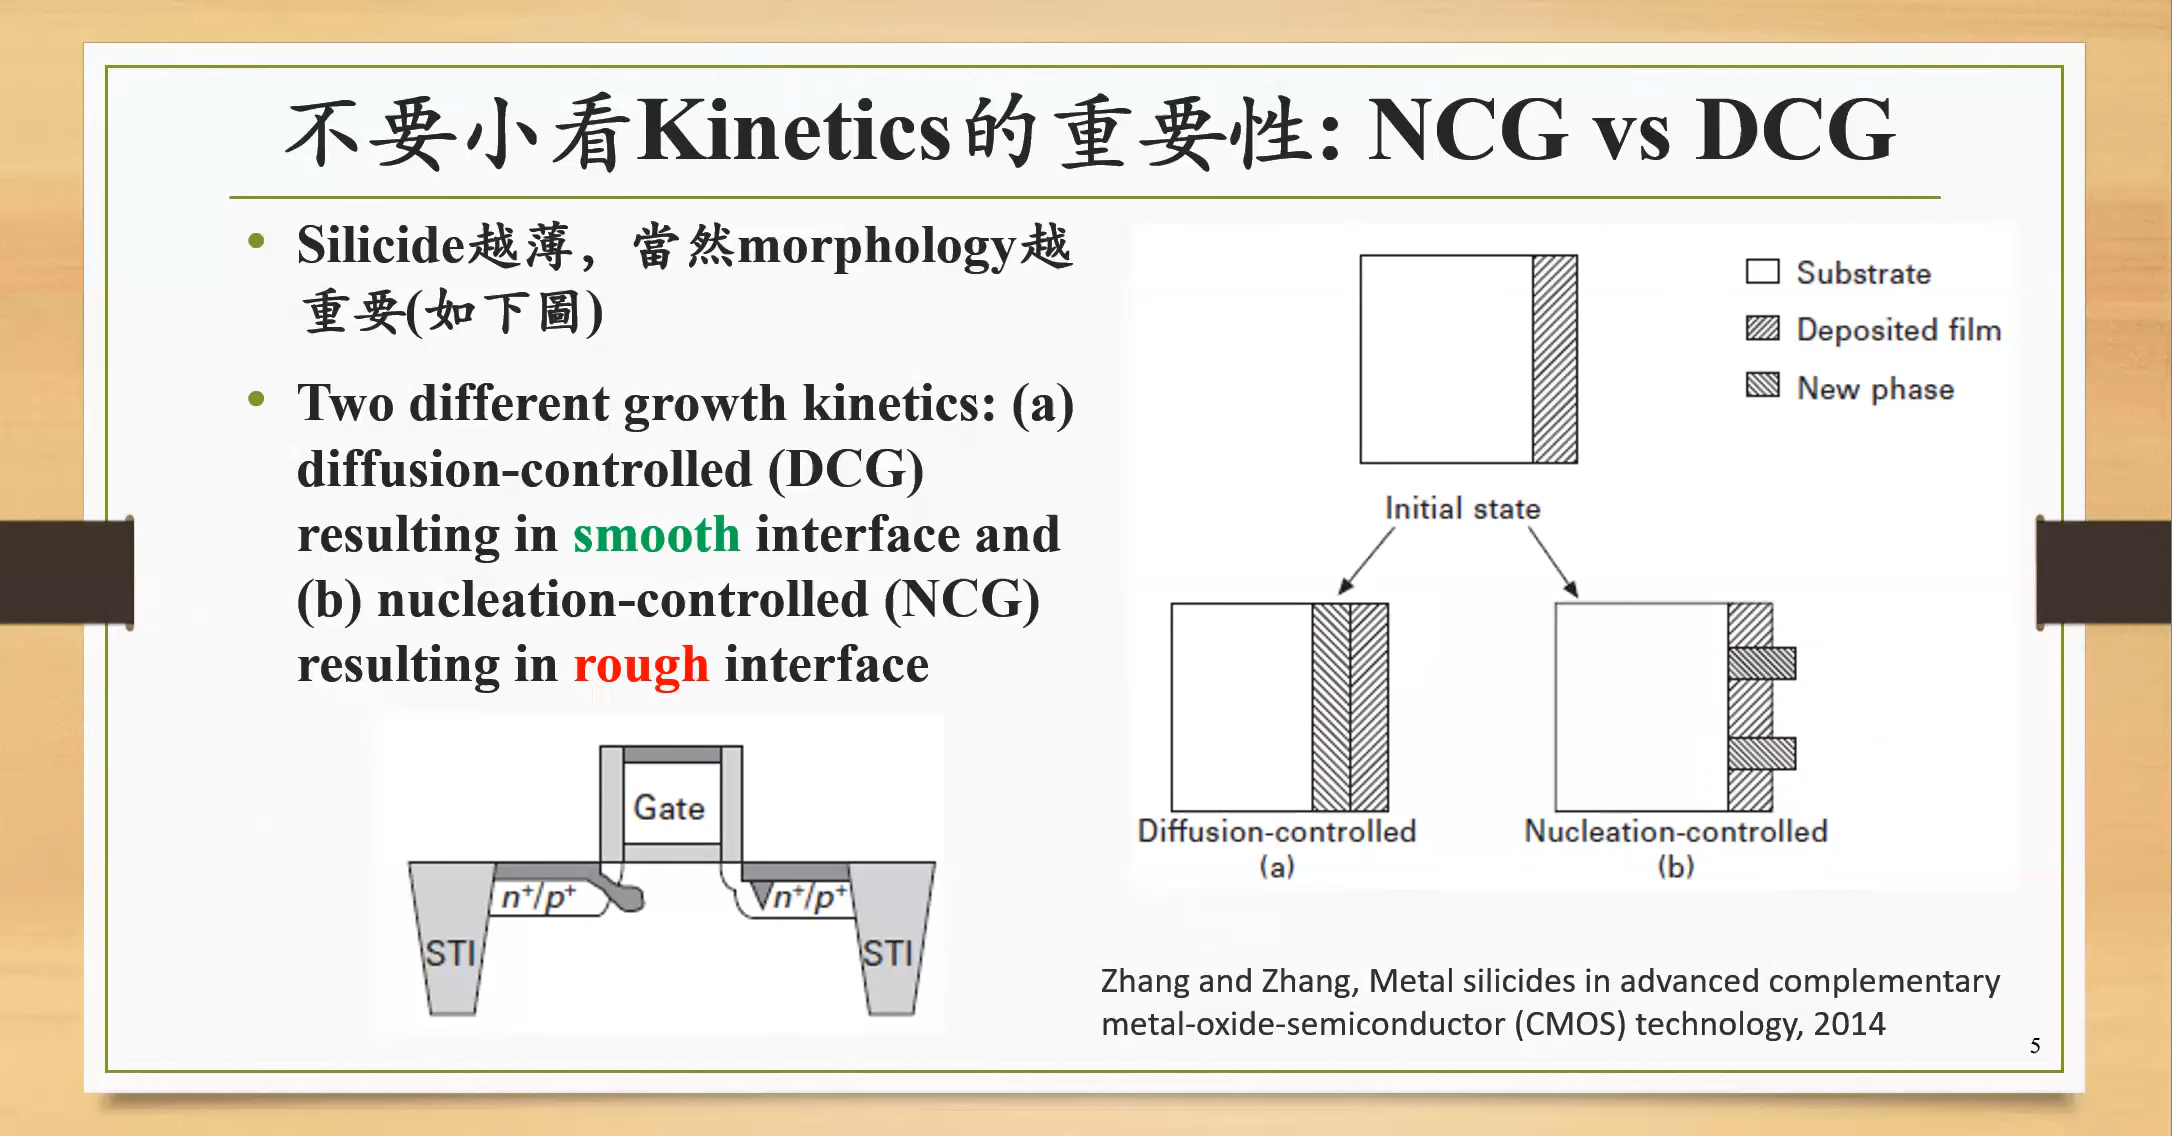 不要小看Kinetics的重要性: NCG vs DCG
• Silicide越薄，當然morphology越
重要(如下圖)
• Two different growth kinetics: (a)
diffusion-controlled (DCG)
resulting in smooth interface and
(b) nucleation-controlled (NCG)
resulting in rough interface
Gate
n+/p+
n+/p+
STI
STI
Substrate
Deposited film
New phase
Initial state
Diffusion-controlled
(a)
Nucleation-controlled
(b)
Zhang and Zhang, Metal silicides in advanced complementary
metal-oxide-semiconductor (CMOS) technology, 2014
5